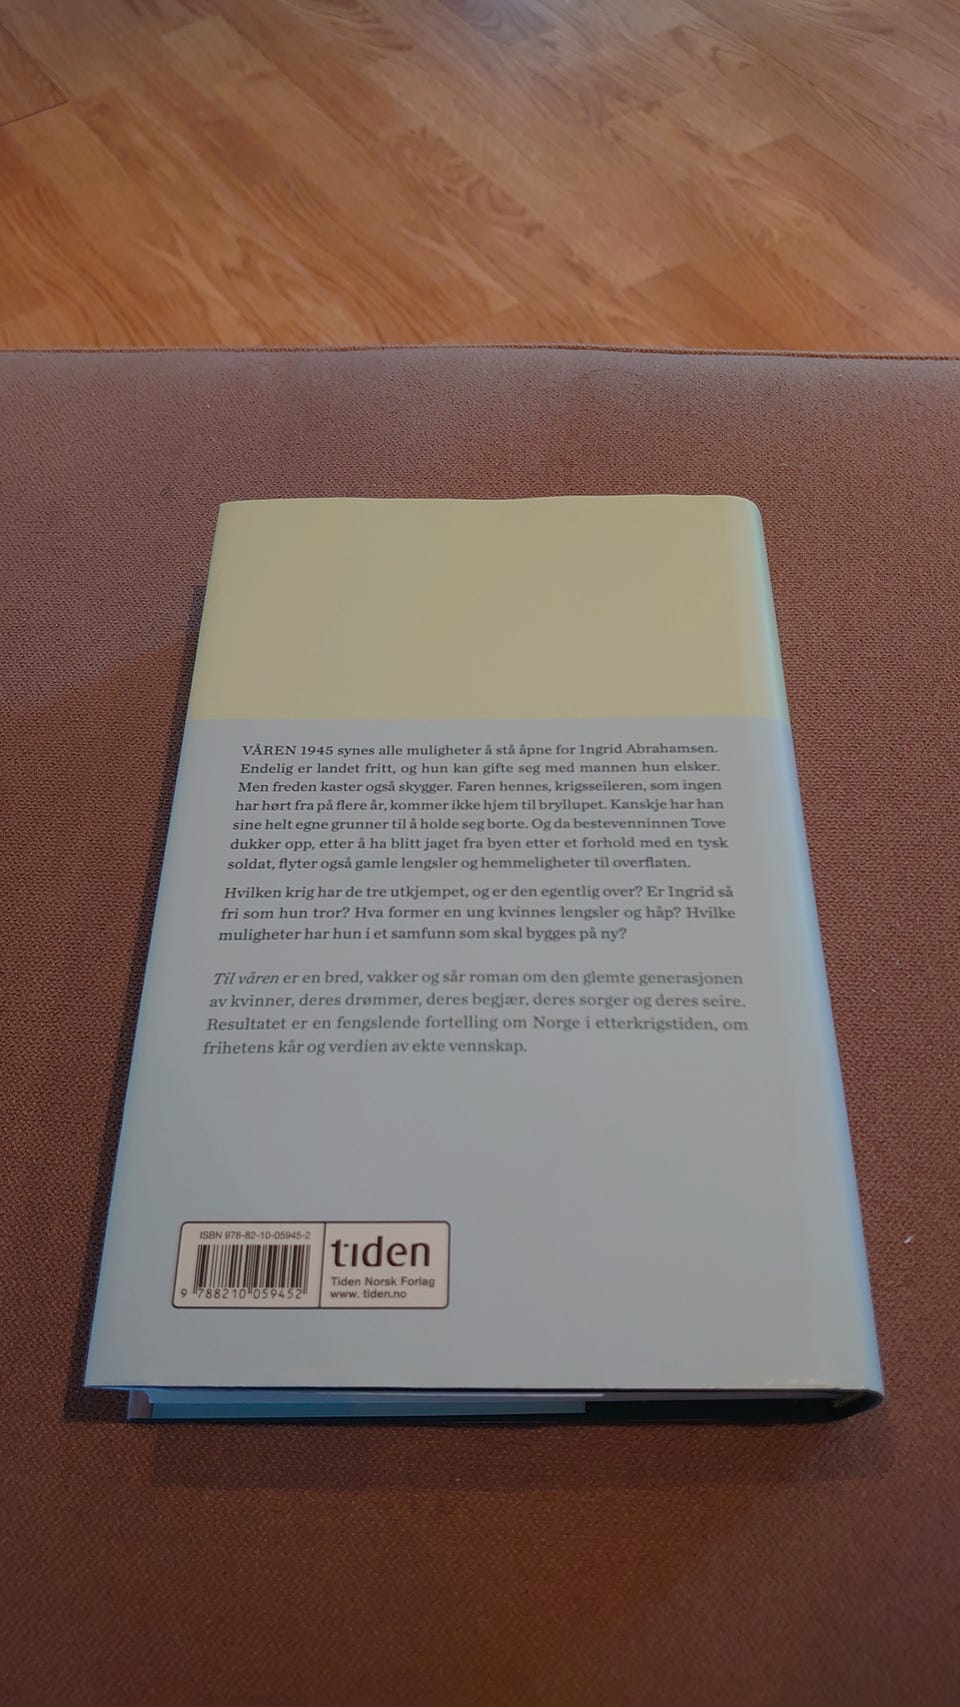 VÅREN 1945 synes alle muligheter å stå åpne for Ingrid Abrahamsen.
Endelig er landet fritt, og hun kan gifte seg med mannen hun elsker.
Men freden kaster også skygger. Faren hennes, krigsseileren, som ingen
har hørt fra på flere år, kommer ikke hjem til bryllupet. Kanskje har han
sine helt egne grunner til å holde seg borte. Og da bestevenninnen Tove
dukker opp, etter å ha blitt jaget fra byen etter et forhold med en tysk
soldat, flyter også gamle lengsler og hemmeligheter til overflaten.
Hvilken krig har de tre utkjempet, og er den egentlig over? Er Ingrid så
fri som hun tror? Hva former en ung kvinnes lengsler og håp? Hvilke
muligheter har hun i et samfunn som skal bygges på ny?
Til våren er en bred, vakker og sår roman om den glemte generasjonen
av kvinner, deres drømmer, deres begjær, deres sorger og deres seire.
Resultatet er en fengslende fortelling om Norge i etterkrigstiden, om
frihetens kår og verdien av ekte vennskap.
ISBN 978-82-10-05945-2
9 788210 059452
tiden
Tiden Norsk Forlag
www. tiden.no